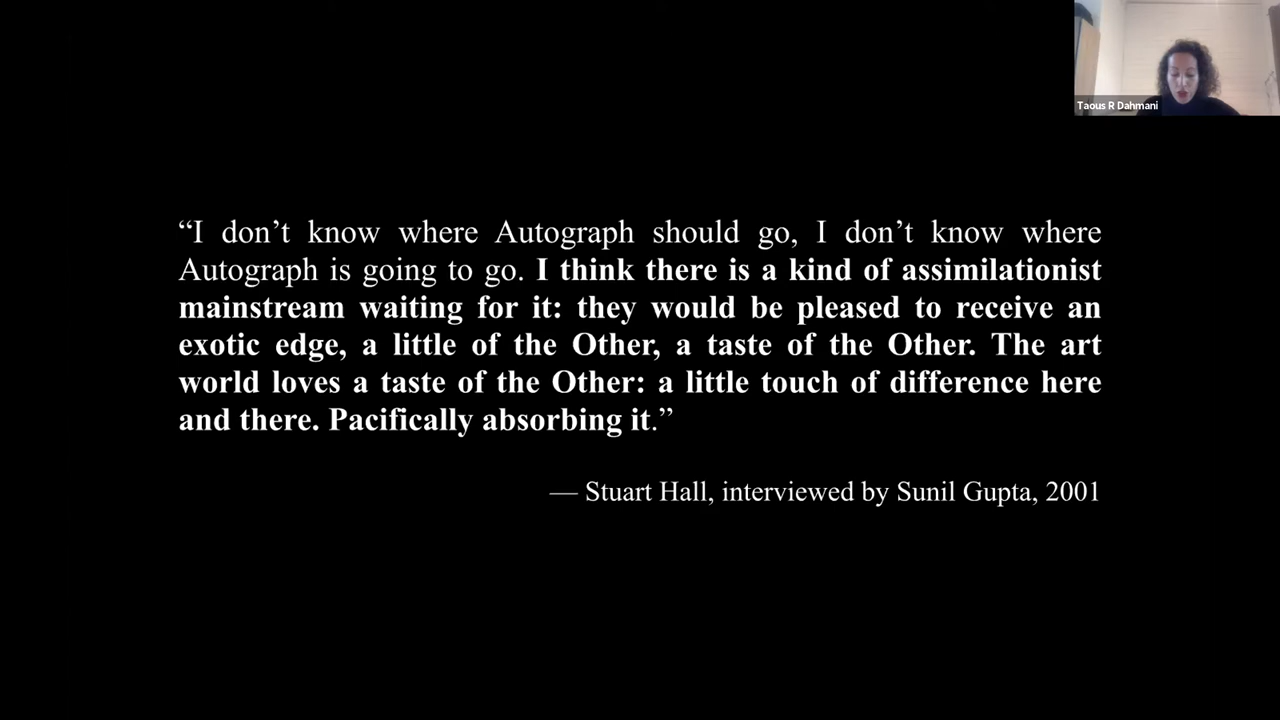 Taous R Dahmani
“I don’t know where Autograph should go, I don’t know where
Autograph is going to go. I think there is a kind of assimilationist
mainstream waiting for it: they would be pleased to receive an
exotic edge, a little of the Other, a taste of the Other. The art
world loves a taste of the Other: a little touch of difference here
and there. Pacifically absorbing it.”
— Stuart Hall, interviewed by Sunil Gupta, 2001